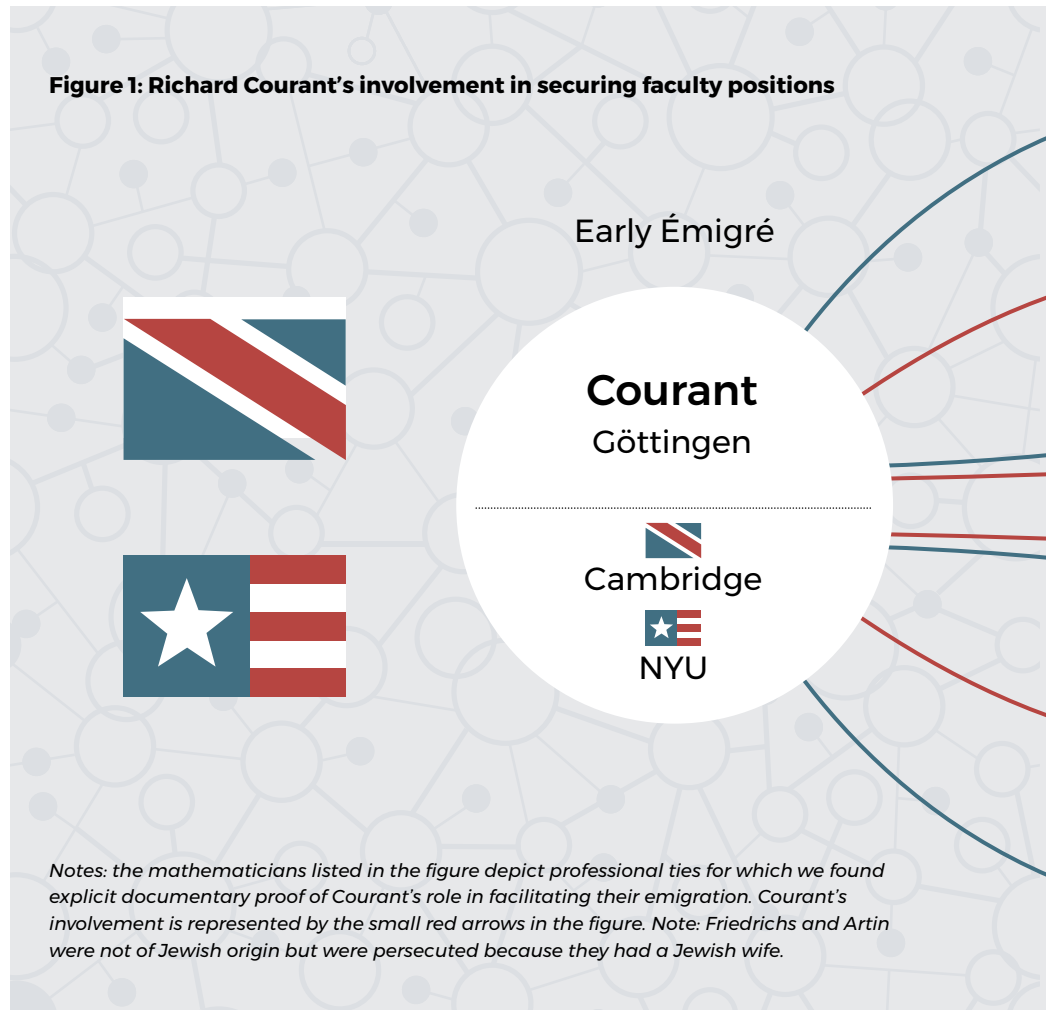 Figure 1: Richard Courant’s involvement in securing faculty positions
Early Émigré
Courant
Göttingen
Cambridge
NYU
Notes: the mathematicians listed in the figure depict professional ties for which we found
explicit documentary proof of Courant’s role in facilitating their emigration. Courant’s
involvement is represented by the small red arrows in the figure. Note: Friedrichs and Artin
were not of Jewish origin but were persecuted because they had a Jewish wife.